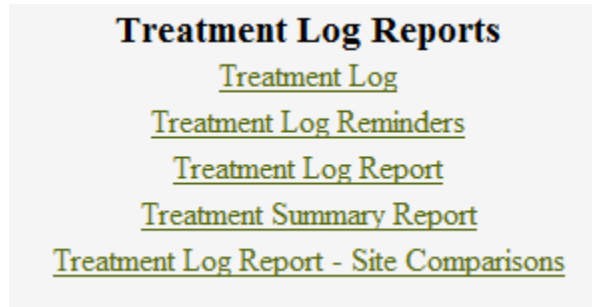 Treatment Log Reports
Treatment Log
Treatment Log Reminders
Treatment Log Report
Treatment Summary Report
Treatment Log Report - Site Comparisons